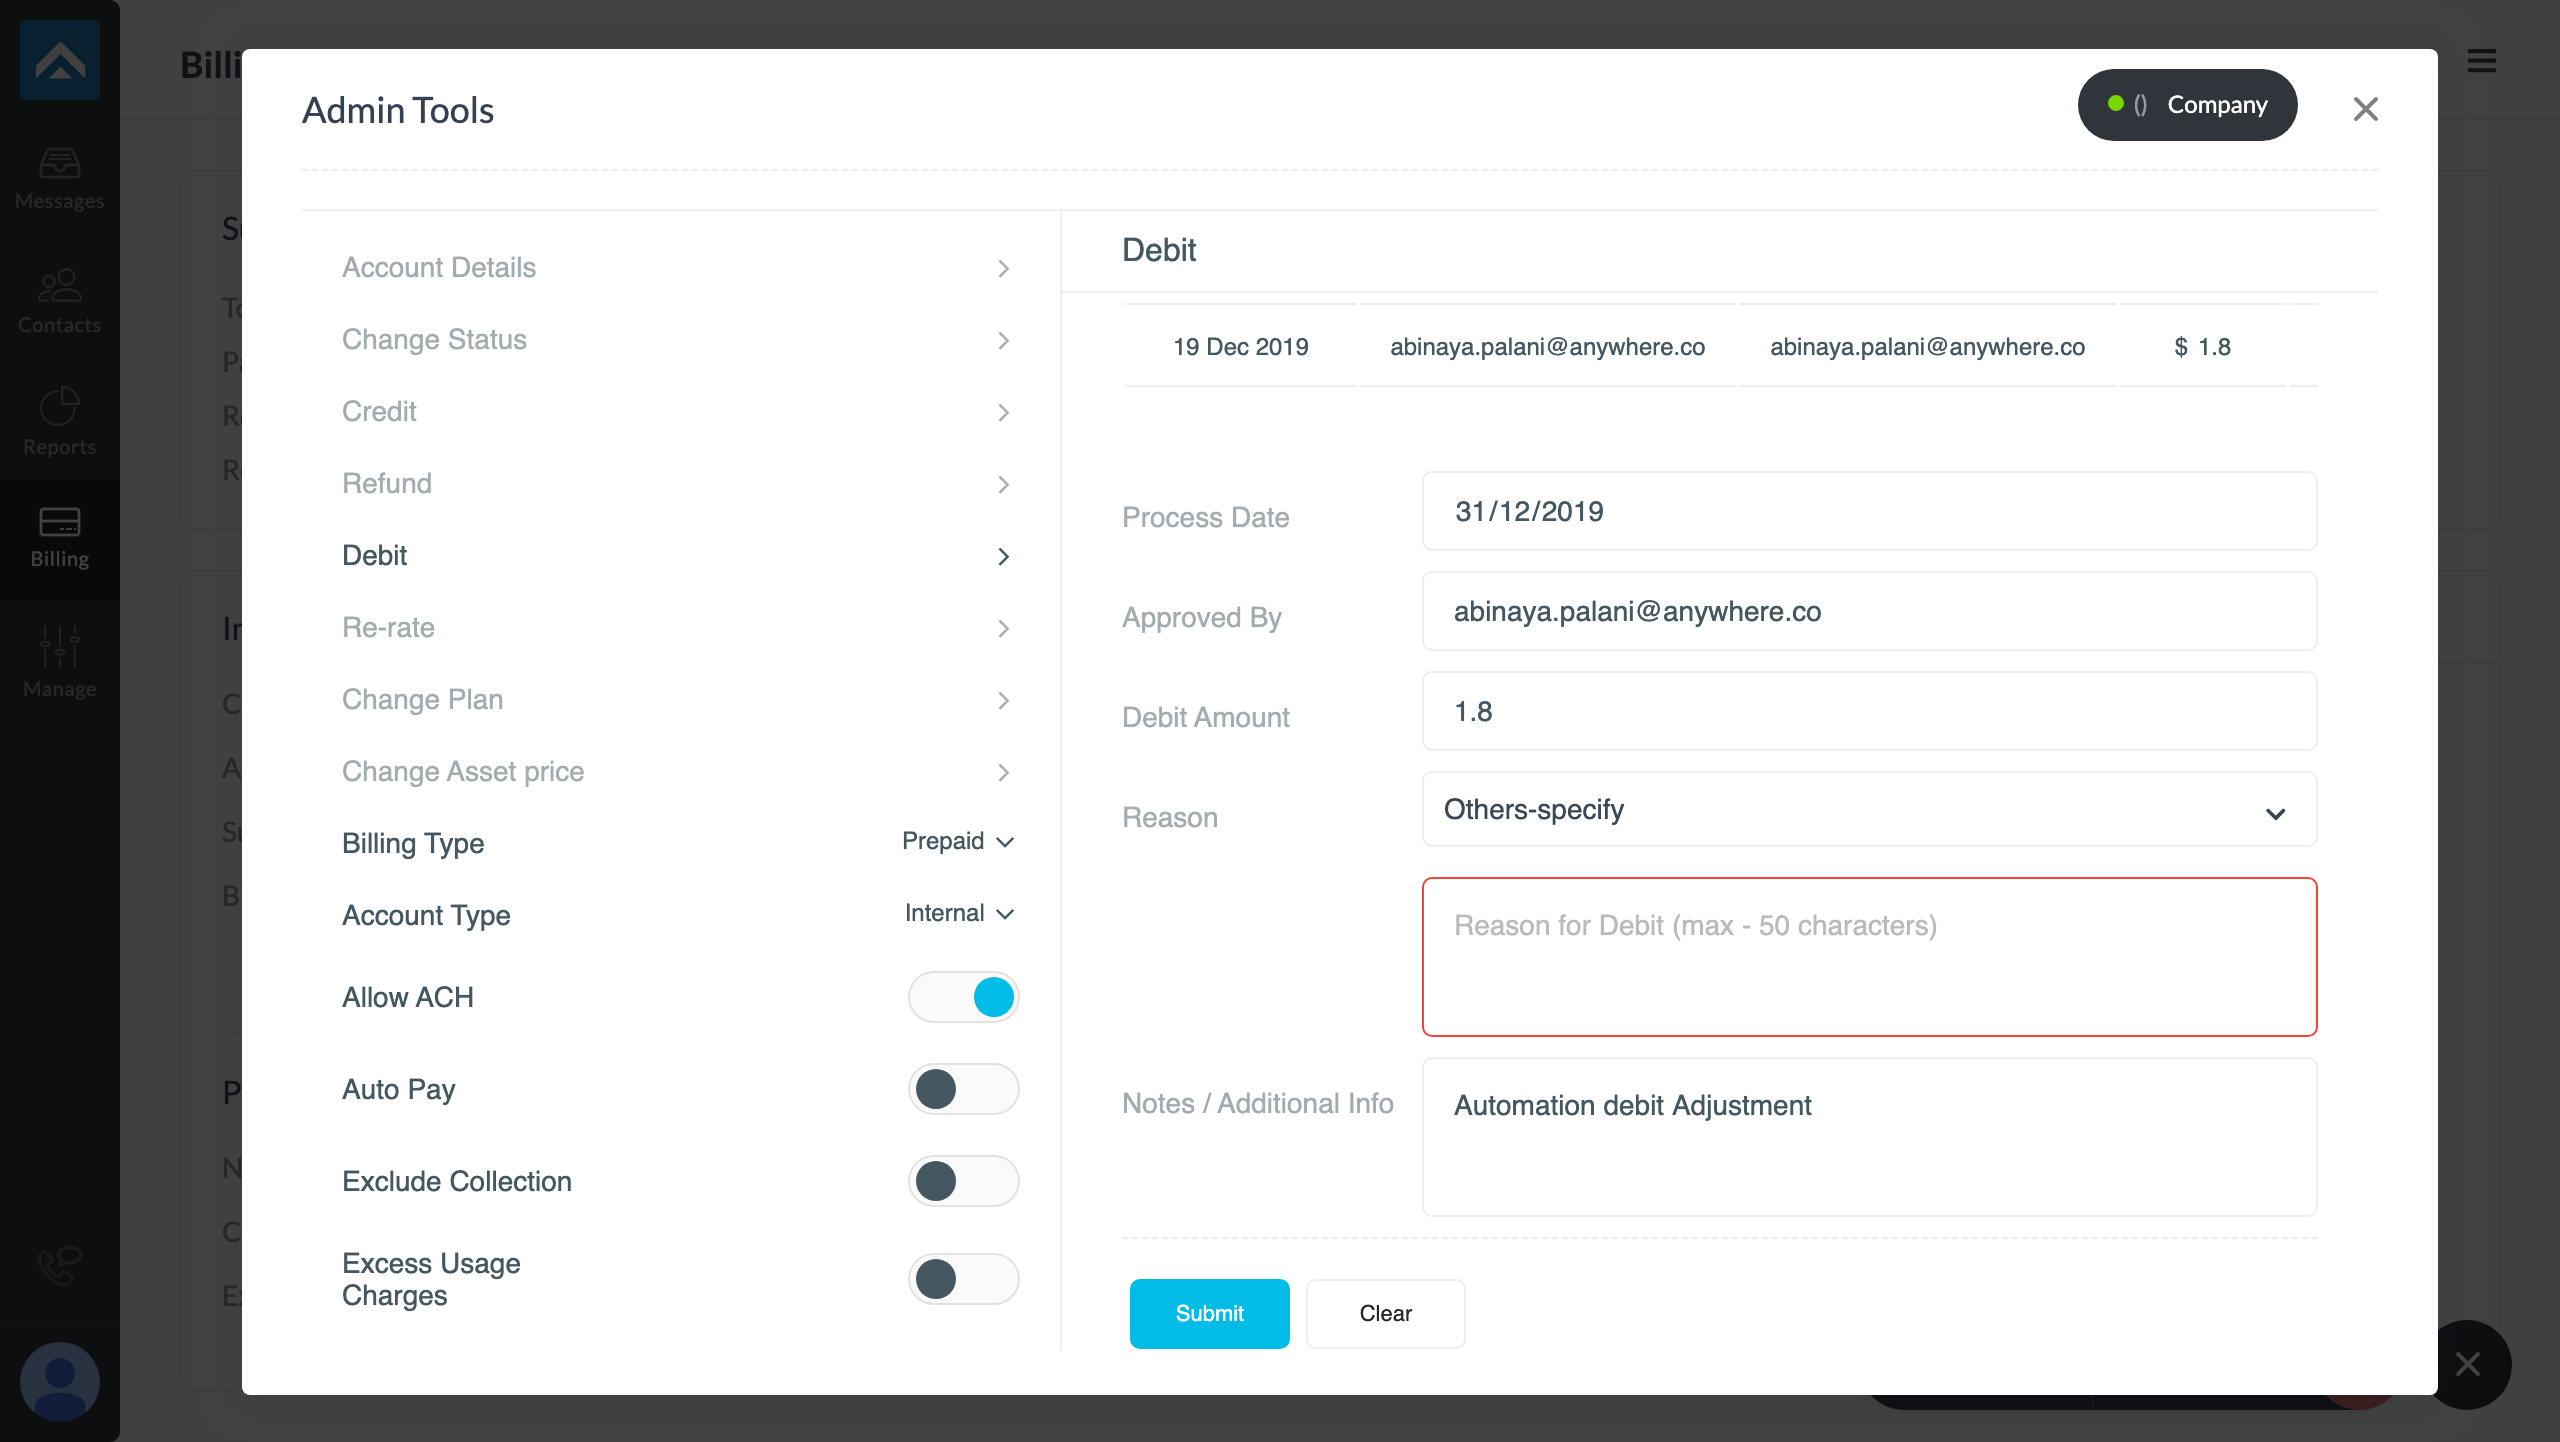 Billi
Admin Tools
() Company
Messages
Contacts
Reports
Billing
Manage
Account Details
Change Status
Credit
Refund
Debit
Re-rate
Change Plan
Change Asset price
Billing Type Prepaid
Account Type Internal
Allow ACH
Auto Pay
Exclude Collection
Excess Usage
Charges
Debit
19 Dec 2019 abinaya.palani@anywhere.co abinaya.palani@anywhere.co $ 1.8
Process Date 31/12/2019
Approved By abinaya.palani@anywhere.co
Debit Amount 1.8
Reason Others-specify
Reason for Debit (max - 50 characters)
Notes / Additional Info Automation debit Adjustment
Submit Clear